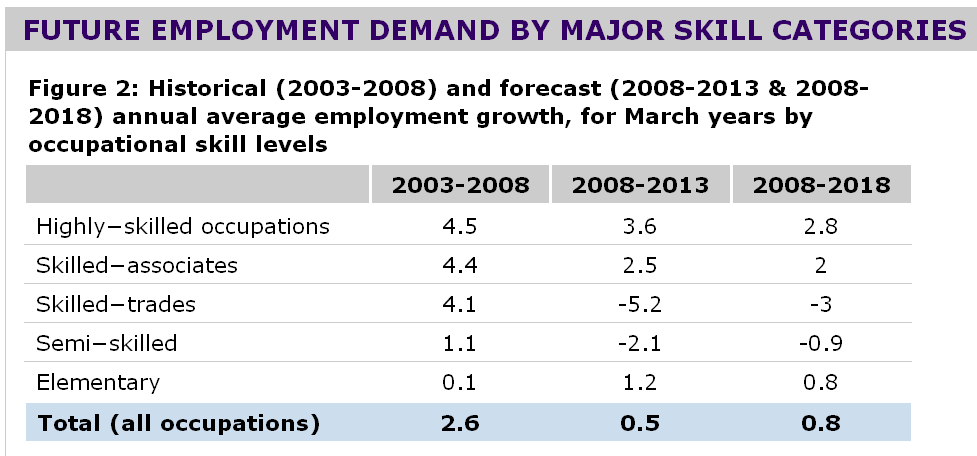 FUTURE EMPLOYMENT DEMAND BY MAJOR SKILL CATEGORIES
Figure 2: Historical (2003-2008) and forecast (2008-2013 & 2008-
2018) annual average employment growth, for March years by
occupational skill levels
2003-2008 2008-2013 2008-2018
Highly−skilled occupations 4.5 3.6 2.8
Skilled−associates 4.4 2.5 2
Skilled−trades 4.1 -5.2 -3
Semi−skilled 1.1 -2.1 -0.9
Elementary 0.1 1.2 0.8
Total (all occupations) 2.6 0.5 0.8